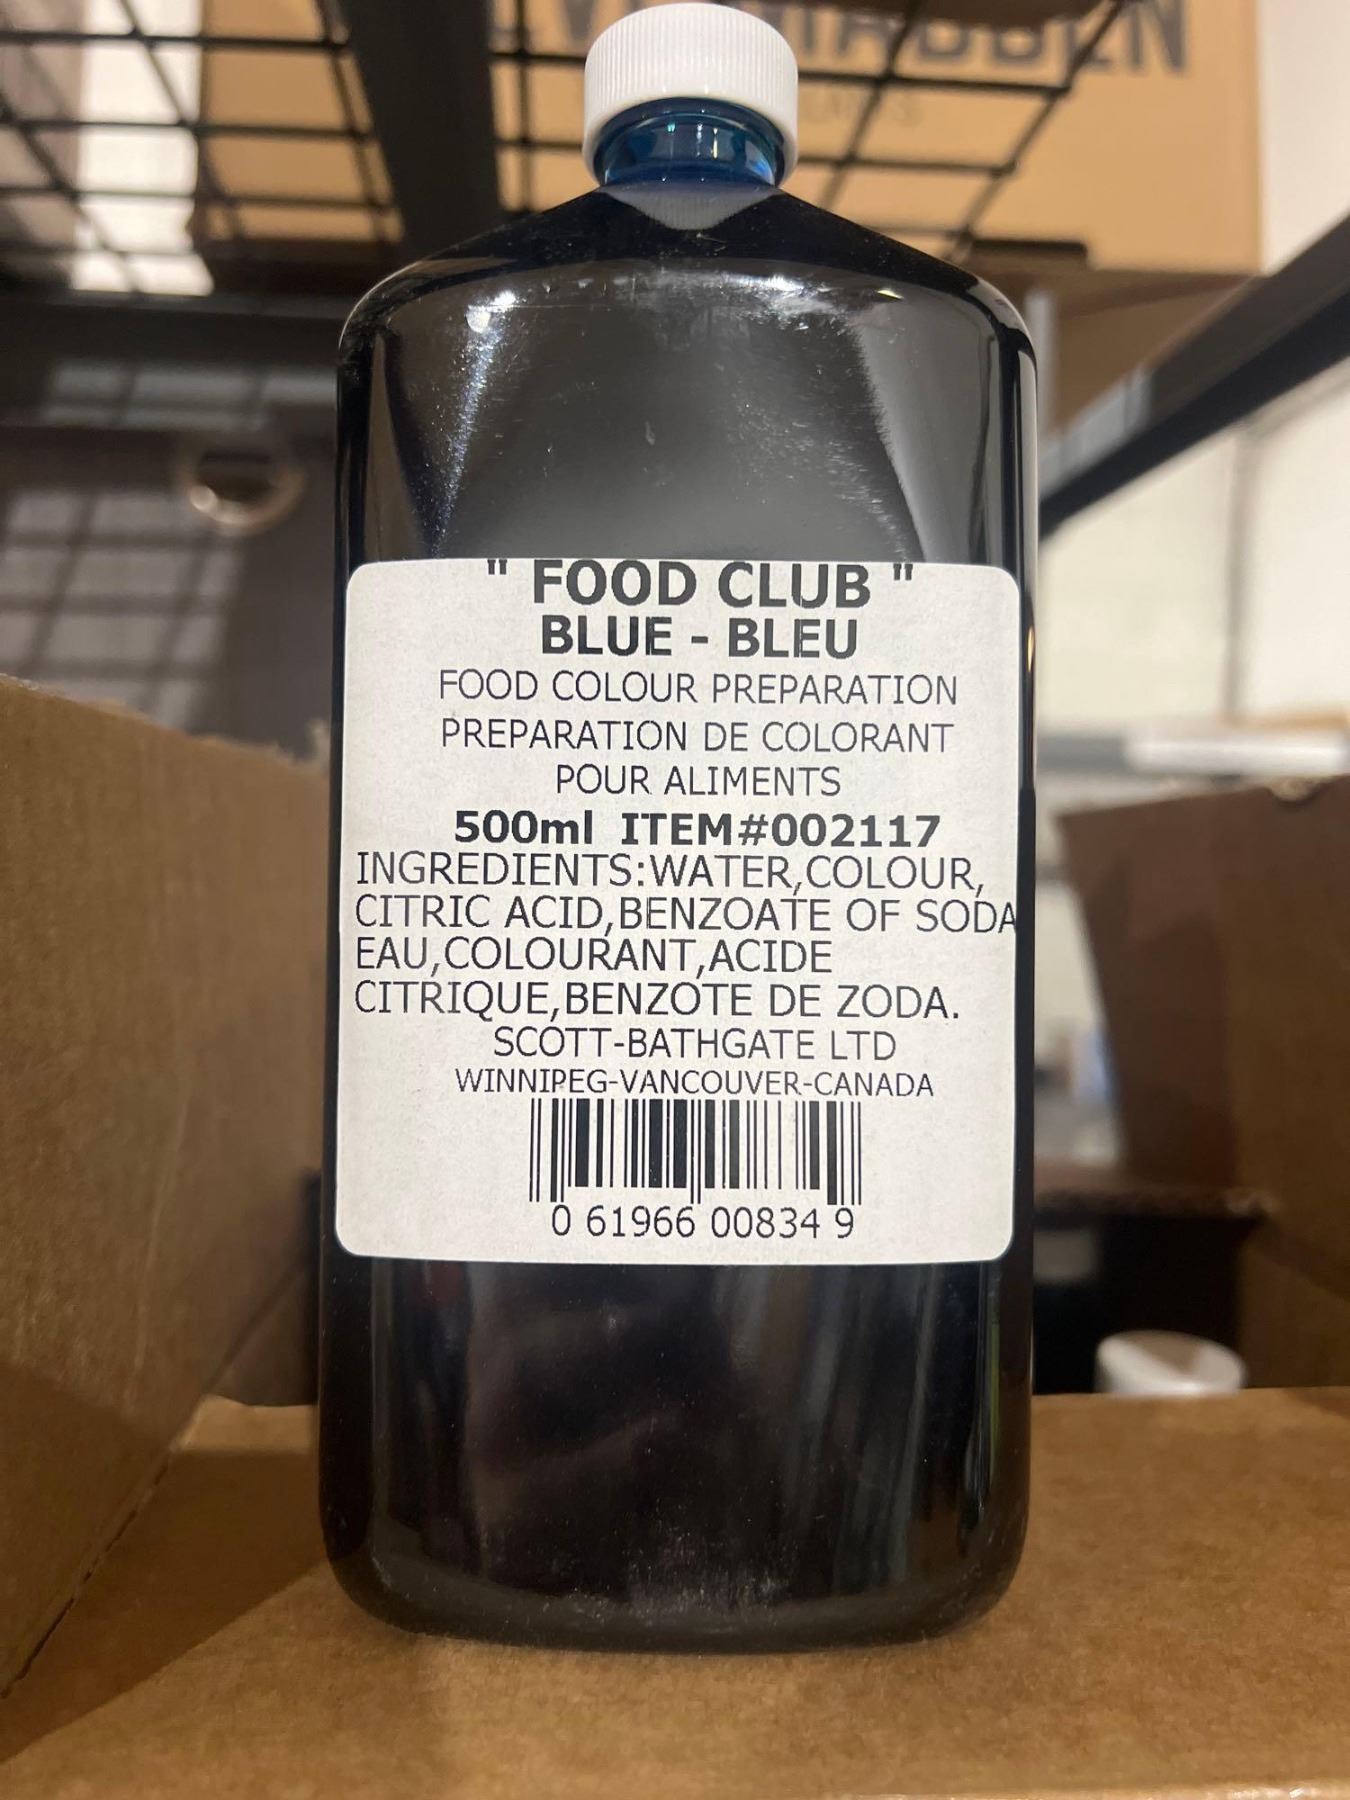 " FOOD CLUB "
BLUE - BLEU
FOOD COLOUR PREPARATION
PREPARATION DE COLORANT
POUR ALIMENTS
500ml ITEM#002117
INGREDIENTS:WATER,COLOUR,
CITRIC ACID,BENZOATE OF SODA
EAU,COLOURANT,ACIDE
CITRIQUE,BENZOTE DE ZODA.
SCOTT-BATHGATE LTD
WINNIPEG-VANCOUVER-CANADA
0 61966 00834 9